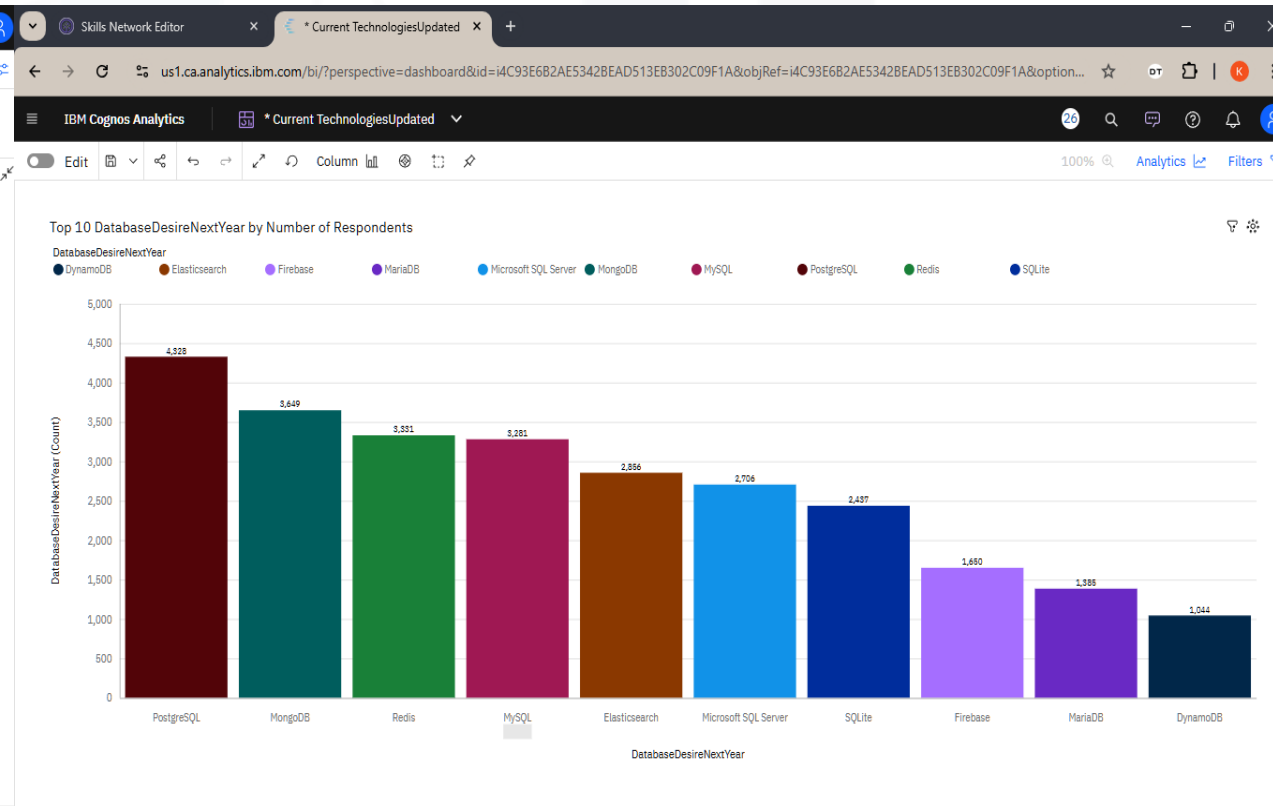 Skills Network Editor × * Current TechnologiesUpdated × +
us1.ca.analytics.ibm.com/bi/?perspective=dashboard&id=i4C93E6B2AE5342BEAD513EB302C09F1A&objRef=i4C93E6B2AE5342BEAD513EB302C09F1A&option... DT K
IBM Cognos Analytics * Current TechnologiesUpdated 26
Edit Column 100% Analytics Filters
Top 10 DatabaseDesireNextYear by Number of Respondents
DatabaseDesireNextYear
DynamoDB Elasticsearch Firebase MariaDB Microsoft SQL Server MongoDB MySQL PostgreSQL Redis SQLite
DatabaseDesireNextYear (Count)
5,000
4,500
4,000
3,500
3,000
2,500
2,000
1,500
1,000
500
0
4,328
3,649
3,331
3,281
2,856
2,706
2,437
1,650
1,385
1,044
PostgreSQL MongoDB Redis MySQL Elasticsearch Microsoft SQL Server SQLite Firebase MariaDB DynamoDB
DatabaseDesireNextYear